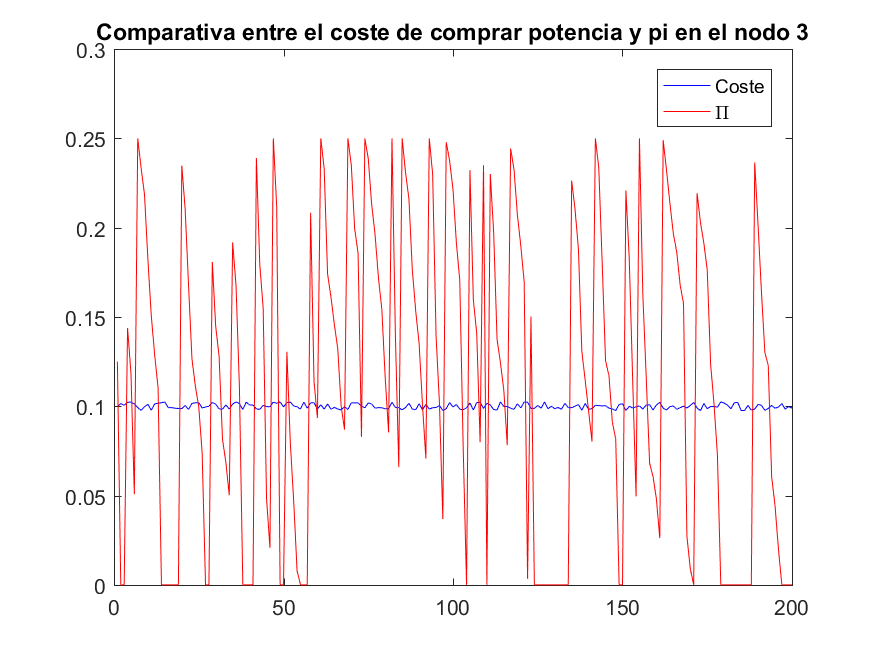 Comparativa entre el coste de comprar potencia y pi en el nodo 3
0.3
Coste
Π
0.25
0.2
0.15
0.1
0.05
0
0 50 100 150 200